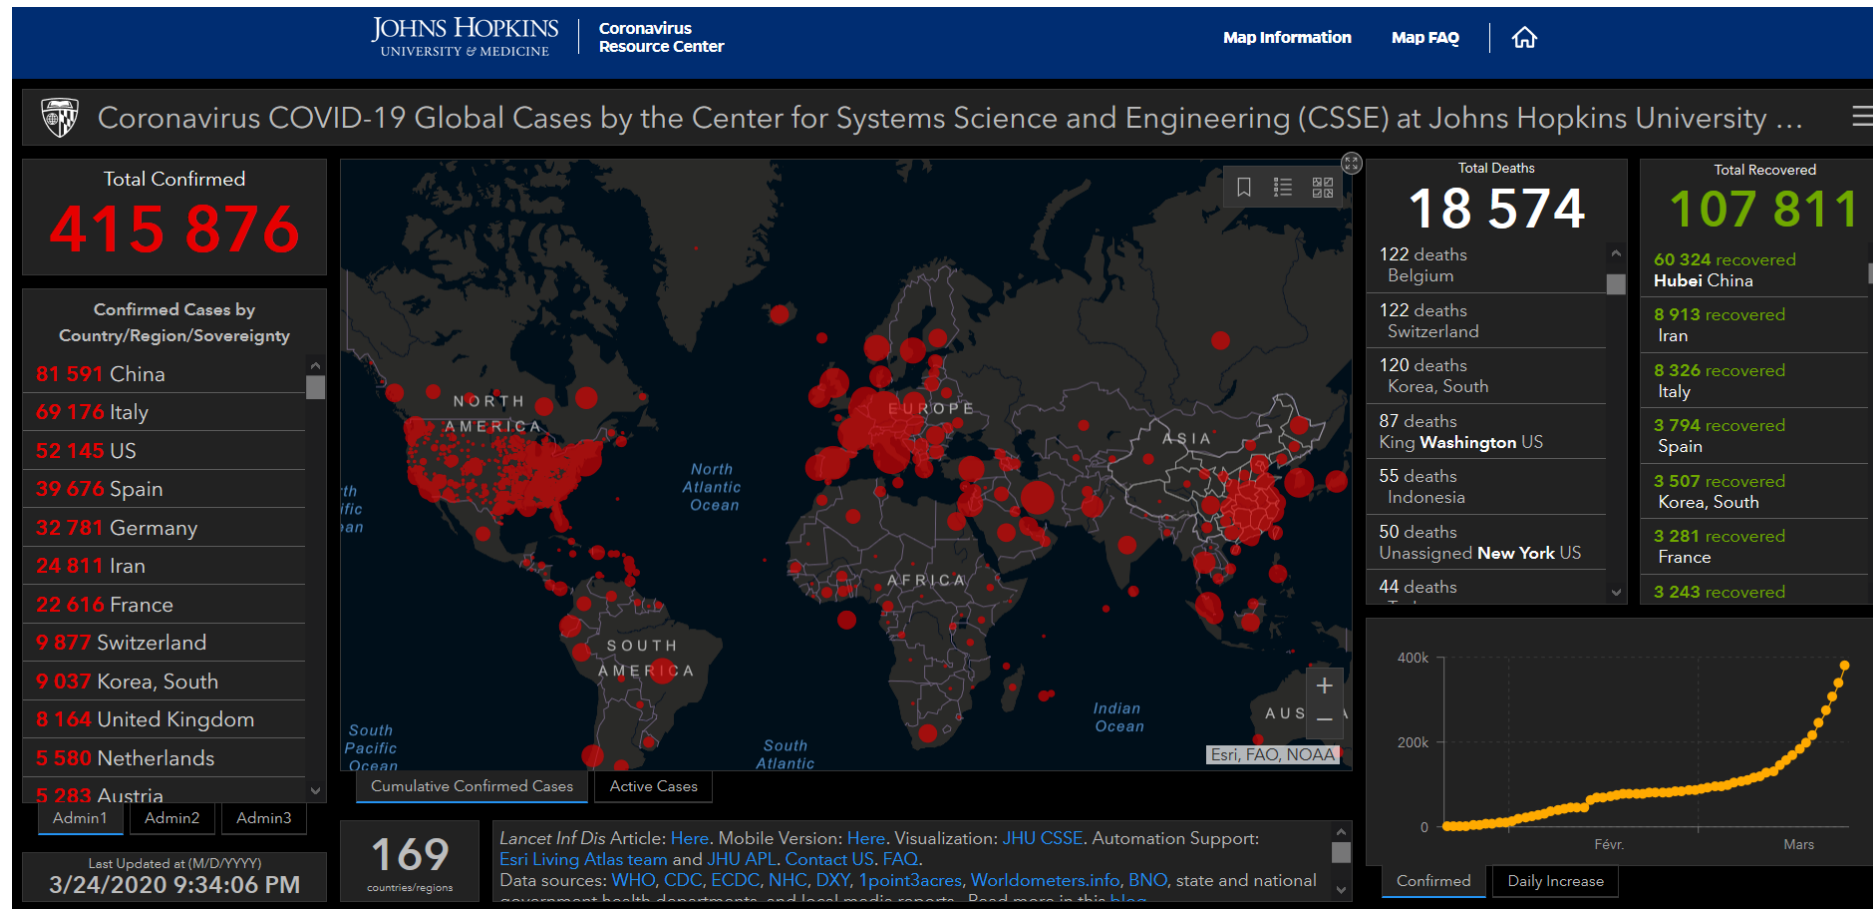 JOHNS HOPKINS
UNIVERSITY & MEDICINE
Coronavirus
Resource Center
Map Information
Map FAQ
Coronavirus COVID-19 Global Cases by the Center for Systems Science and Engineering (CSSE) at Johns Hopkins University ...
Total Confirmed
415 876
Confirmed Cases by
Country/Region/Sovereignty
81 591 China
69 176 Italy
52 145 US
39 676 Spain
32 781 Germany
24 811 Iran
22 616 France
9 877 Switzerland
9 037 Korea, South
8 164 United Kingdom
5 580 Netherlands
5 283 Austria
Admin1
Admin2
Admin3
Last Updated at (M/D/YYYY)
3/24/2020 9:34:06 PM
NORTH
AMERICA
North
Atlantic
Ocean
EUROPE
ASIA
AFRICA
SOUTH
AMERICA
South
Pacific
Ocean
South
Atlantic
Indian
Ocean
AUS
+
−
Esri, FAO, NOAA
Cumulative Confirmed Cases
Active Cases
169
countries/regions
Lancet Inf Dis Article: Here. Mobile Version: Here. Visualization: JHU CSSE. Automation Support:
Esri Living Atlas team and JHU APL. Contact US. FAQ.
Data sources: WHO, CDC, ECDC, NHC, DXY, 1point3acres, Worldometers.info, BNO, state and national
government health departments, and local media reports. Read more in this blog.
Total Deaths
18 574
122 deaths
Belgium
122 deaths
Switzerland
120 deaths
Korea, South
87 deaths
King Washington US
55 deaths
Indonesia
50 deaths
Unassigned New York US
44 deaths
Total Recovered
107 811
60 324 recovered
Hubei China
8 913 recovered
Iran
8 326 recovered
Italy
3 794 recovered
Spain
3 507 recovered
Korea, South
3 281 recovered
France
3 243 recovered
400k
200k
0
Févr.
Mars
Confirmed
Daily Increase